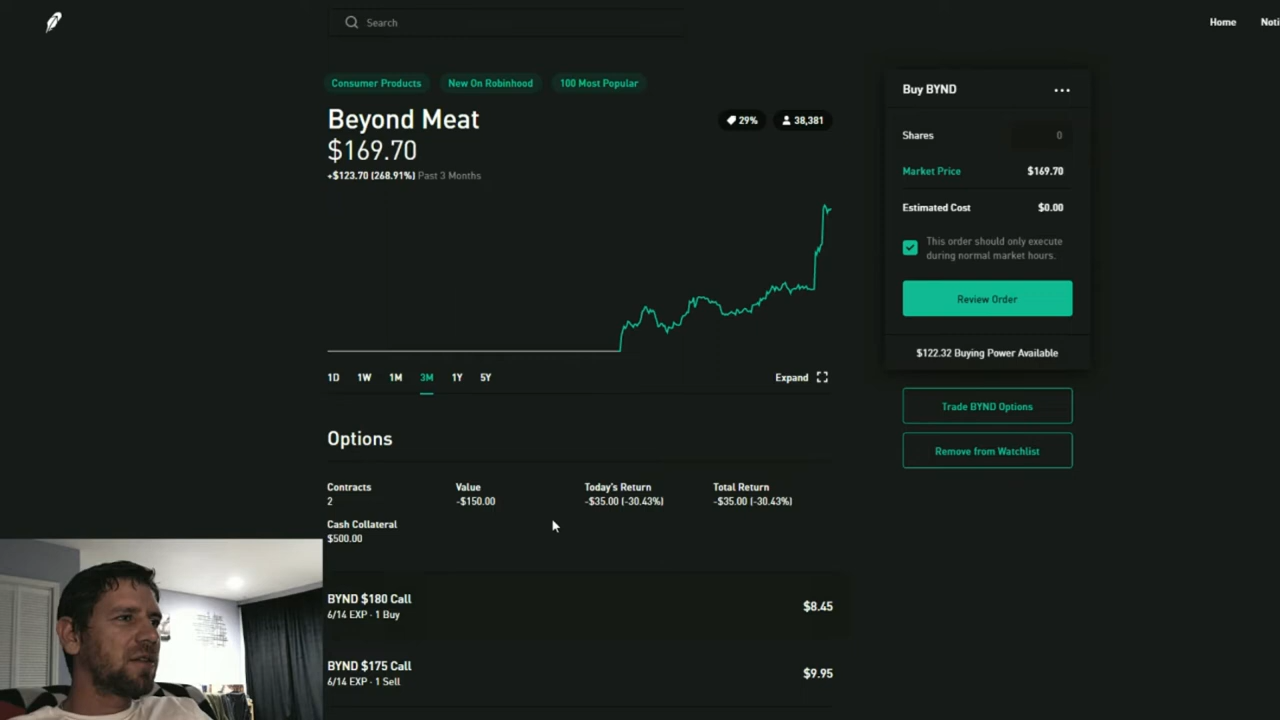 Search
Home
Noti
Consumer Products New On Robinhood 100 Most Popular
Beyond Meat
29% 38,381
$169.70
+$123.70 (268.91%) Past 3 Months
1D 1W 1M 3M 1Y 5Y
Expand
Options
Contracts Value Today's Return Total Return
2 -$150.00 -$35.00 (-30.43%) -$35.00 (-30.43%)
Cash Collateral
$500.00
BYND $180 Call
6/14 EXP · 1 Buy
$8.45
BYND $175 Call
6/14 EXP · 1 Sell
$9.95
Buy BYND
Shares 0
Market Price $169.70
Estimated Cost $0.00
This order should only execute
during normal market hours.
Review Order
$122.32 Buying Power Available
Trade BYND Options
Remove from Watchlist